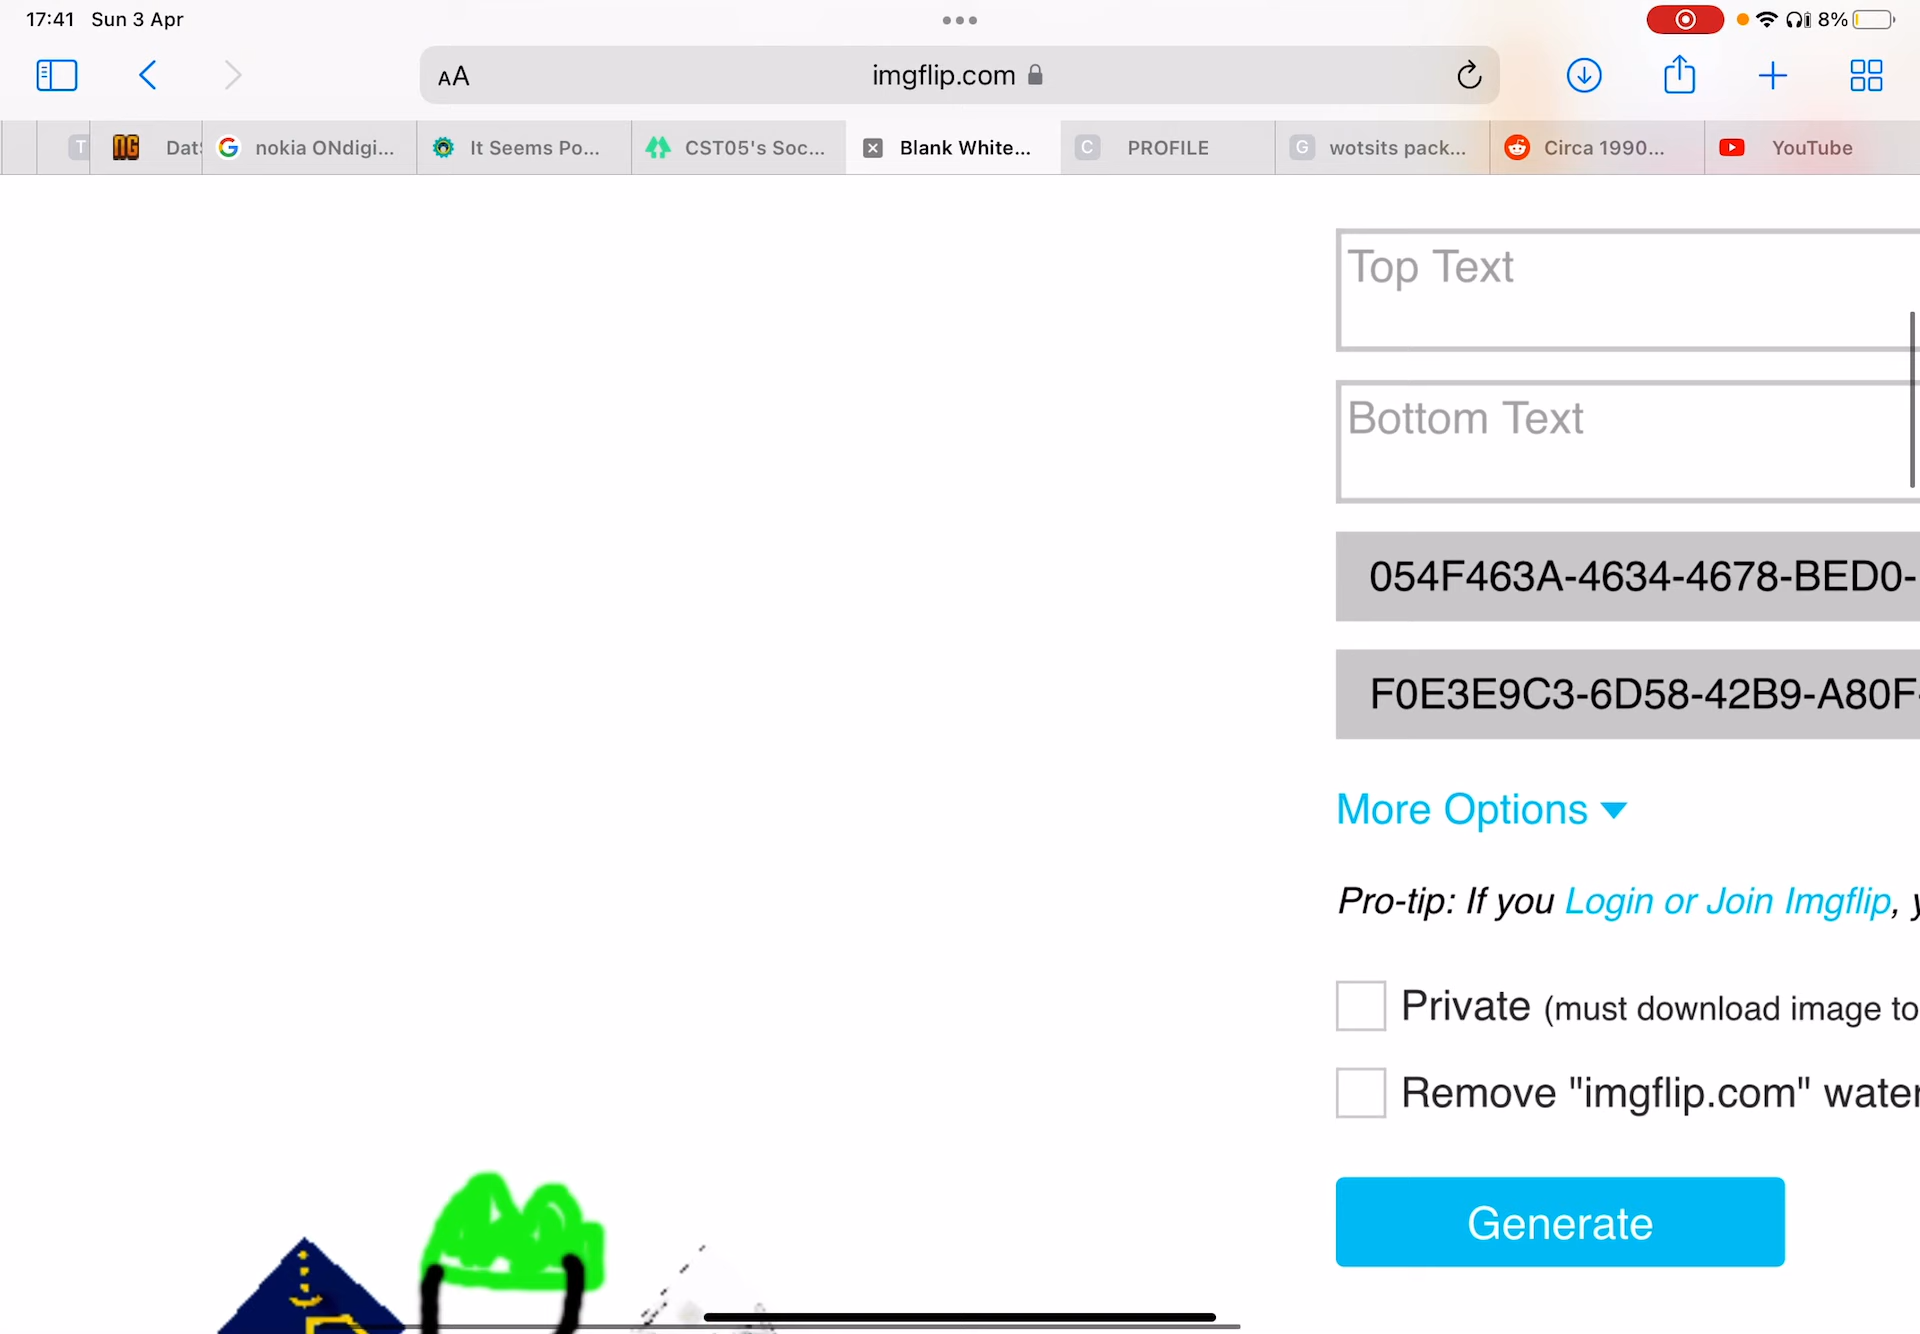 17:41 Sun 3 Apr
8%
AA
imgflip.com
T
NG
Dat
nokia ONdigi...
It Seems Po...
CST05's Soc...
Blank White...
C
PROFILE
G
wotsits pack...
Circa 1990...
YouTube
Top Text
Bottom Text
054F463A-4634-4678-BED0-
F0E3E9C3-6D58-42B9-A80F-
More Options
Pro-tip: If you Login or Join Imgflip,
Private (must download image to
Remove "imgflip.com" water
Generate